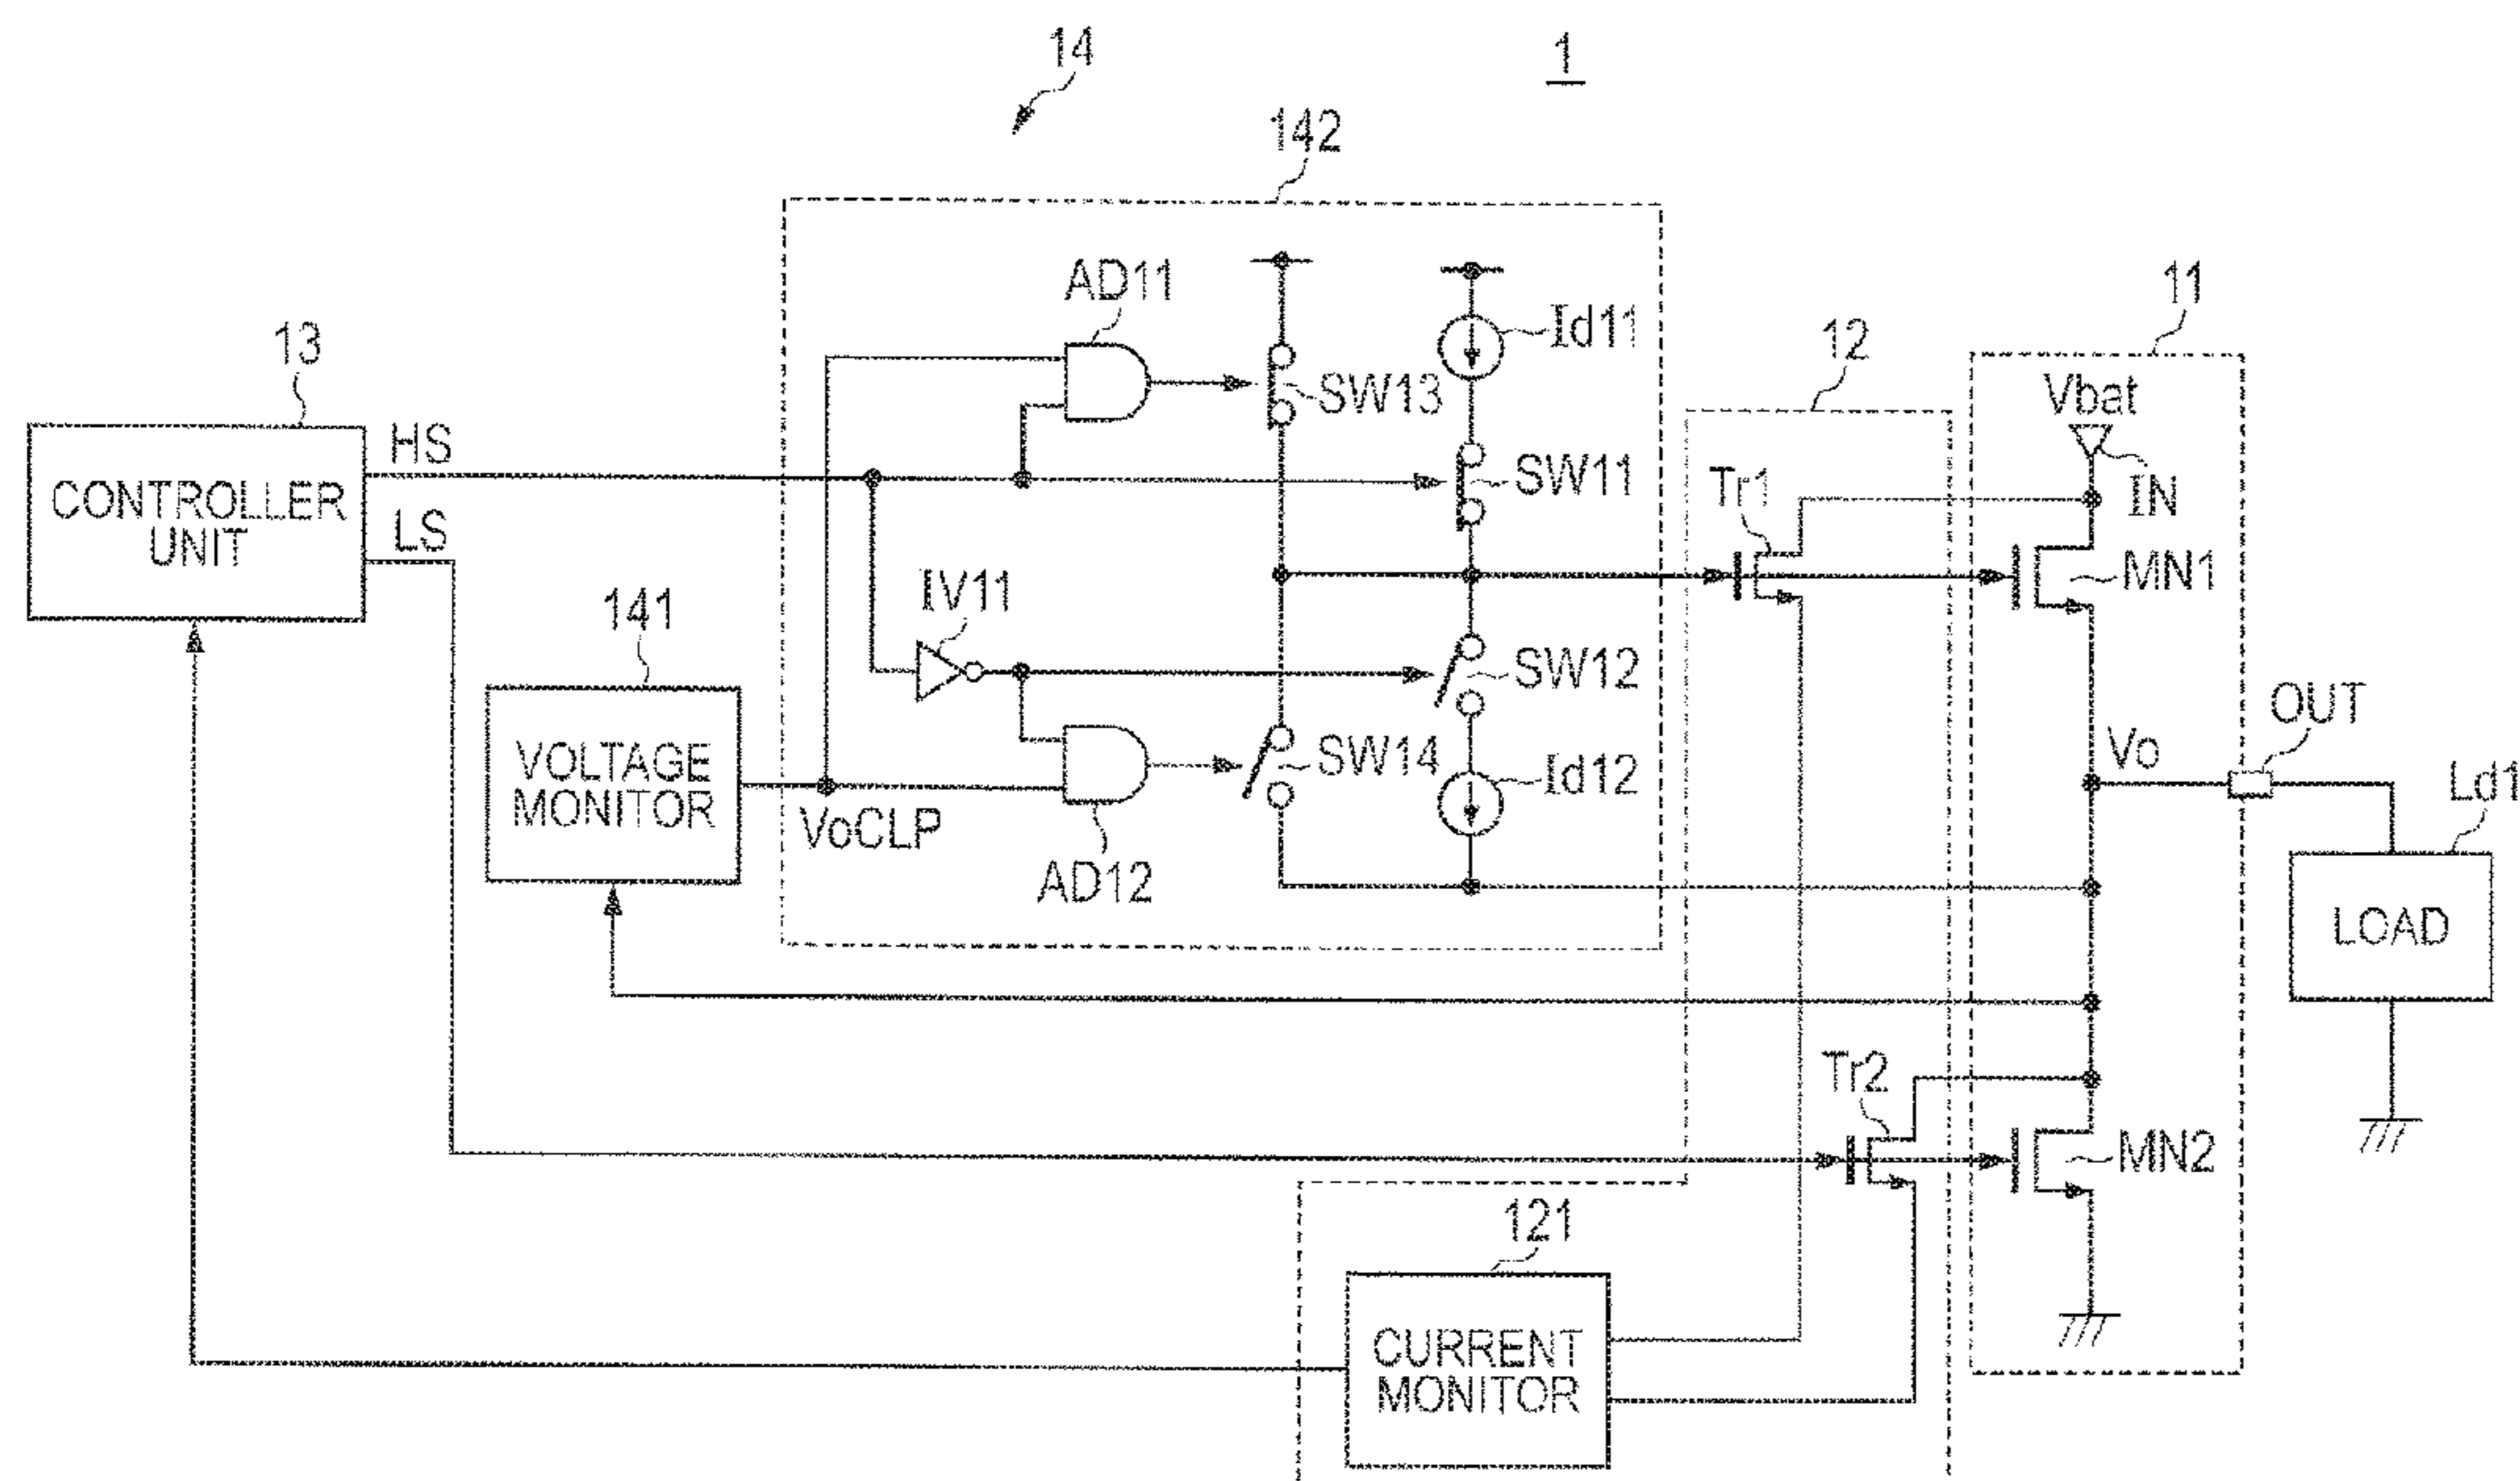 14
1
142
AD11
Id11
11
12
13
SW13
Vbat
HS
CONTROLLER
UNIT
SW11
Tr1
IN
LS
MN1
IV11
141
SW12
OUT
VOLTAGE
MONITOR
SW14
Id12
Vo
Ld1
VoCLP
AD12
LOAD
Tr2
MN2
121
CURRENT
MONITOR